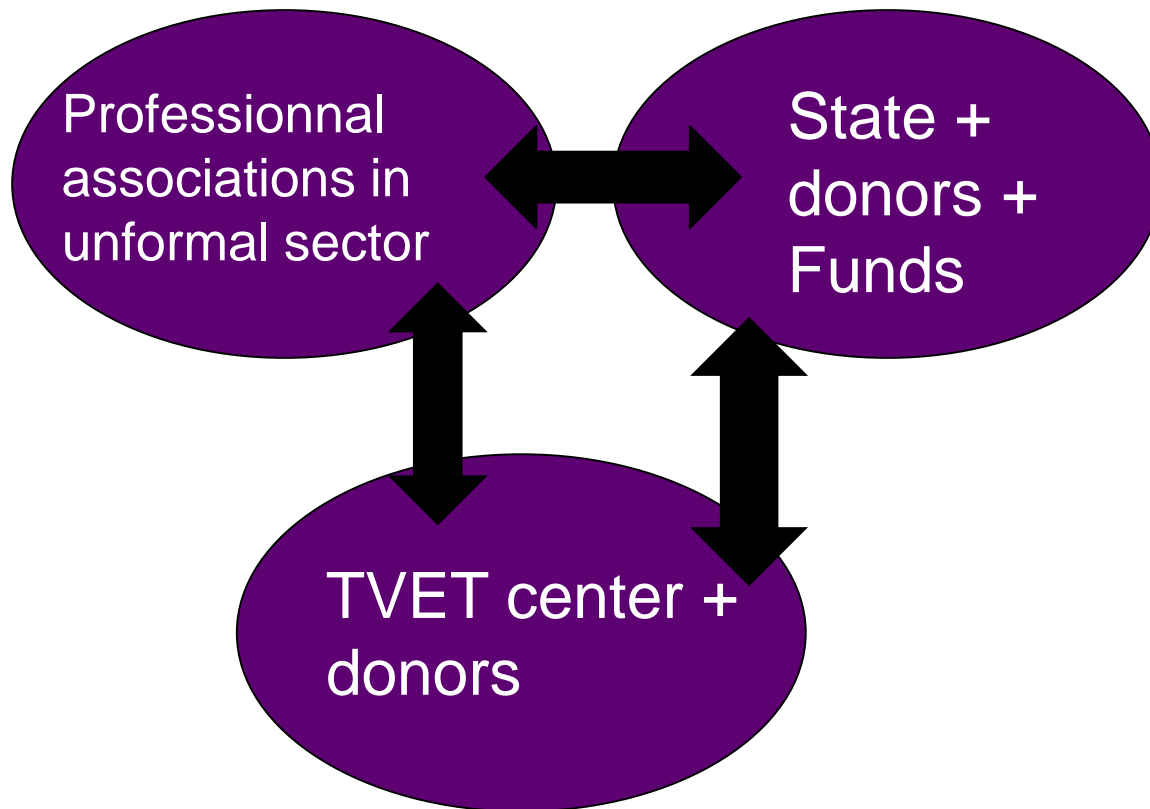 Professionnal
associations in
unformal sector
State +
donors +
Funds
TVET center +
donors